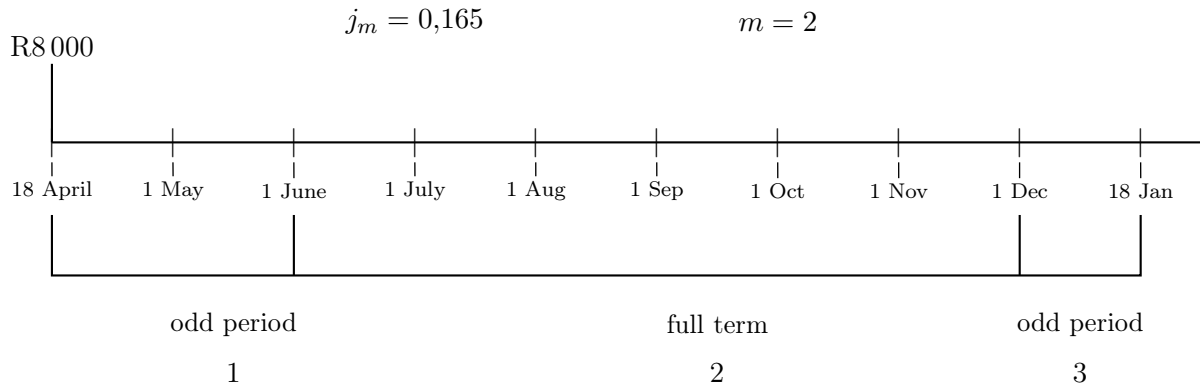 j_m = 0,165 m = 2
R8 000
18 April 1 May 1 June 1 July 1 Aug 1 Sep 1 Oct 1 Nov 1 Dec 18 Jan
odd period full term odd period
1 2 3